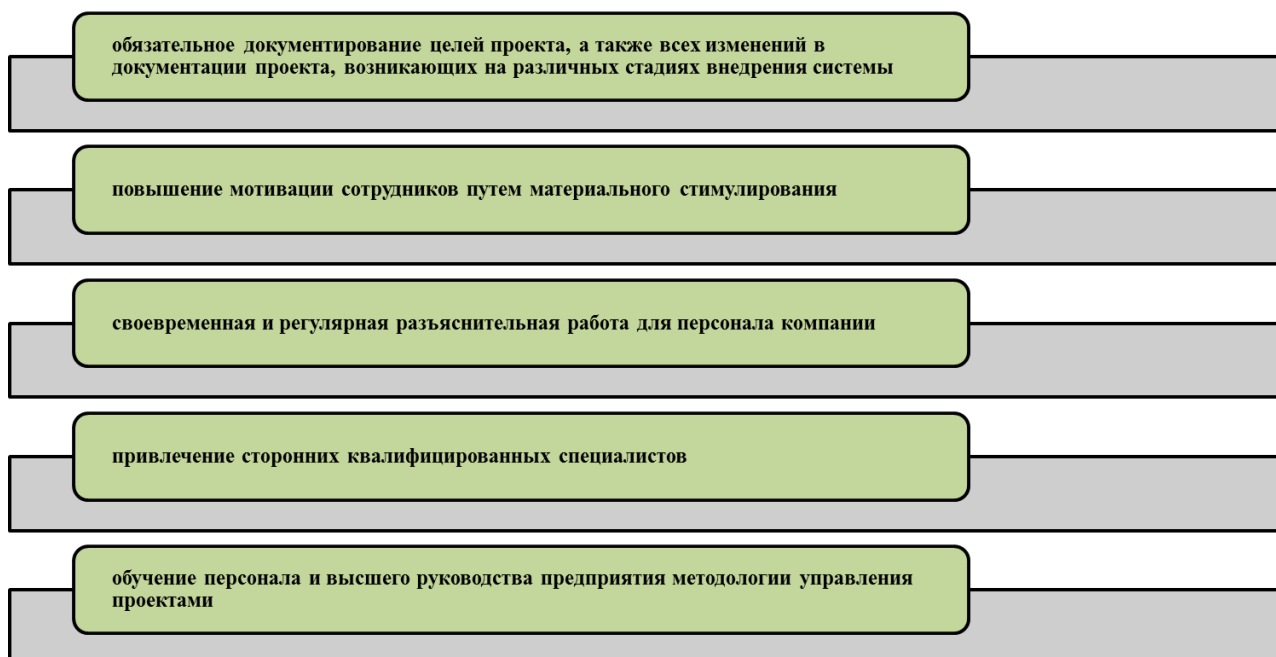 обязательное документирование целей проекта, а также всех изменений в
документации проекта, возникающих на различных стадиях внедрения системы
повышение мотивации сотрудников путем материального стимулирования
своевременная и регулярная разъяснительная работа для персонала компании
привлечение сторонних квалифицированных специалистов
обучение персонала и высшего руководства предприятия методологии управления
проектами